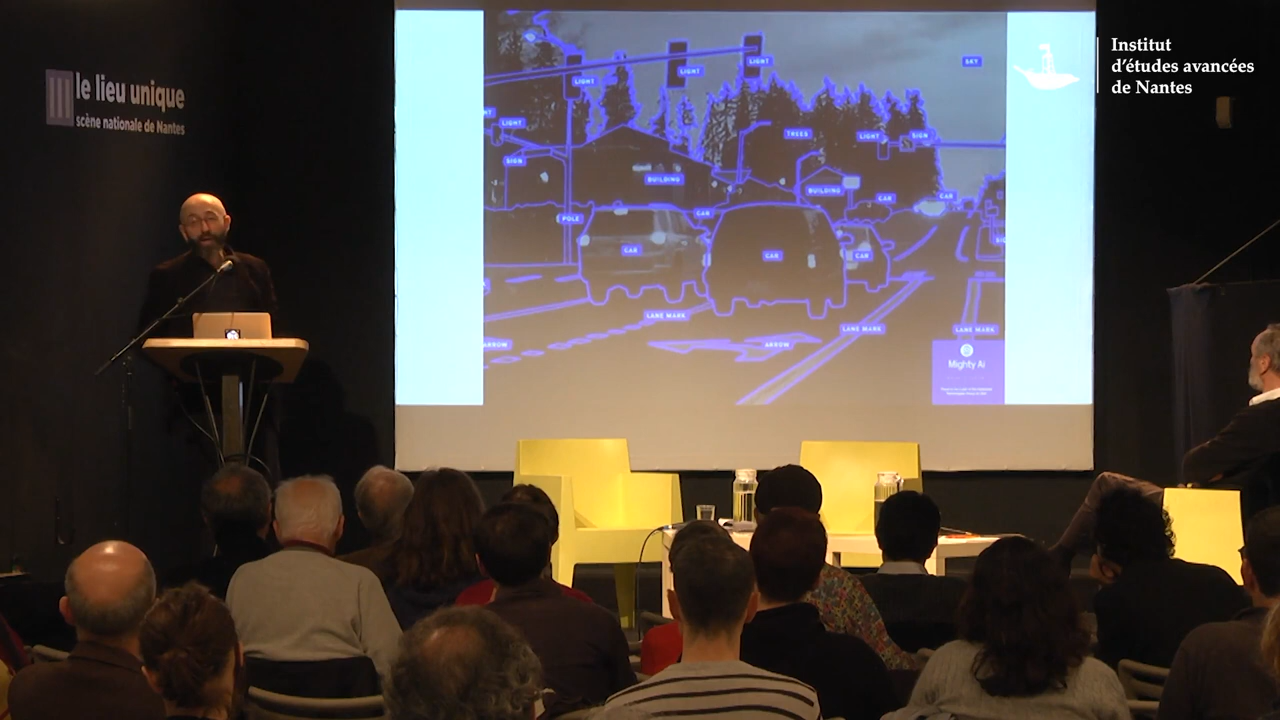 le lieu unique
scène nationale de Nantes
Institut
d'études avancées
de Nantes
LIGHT
LIGHT
LIGHT
SKY
LIGHT
SIGN
TREES
LIGHT
SIGN
BUILDING
BUILDING
CAR
CAR
POLE
CAR
CAR
CAR
CAR
LANE MARK
LANE MARK
LANE MARK
ARROW
ARROW
Mighty Ai